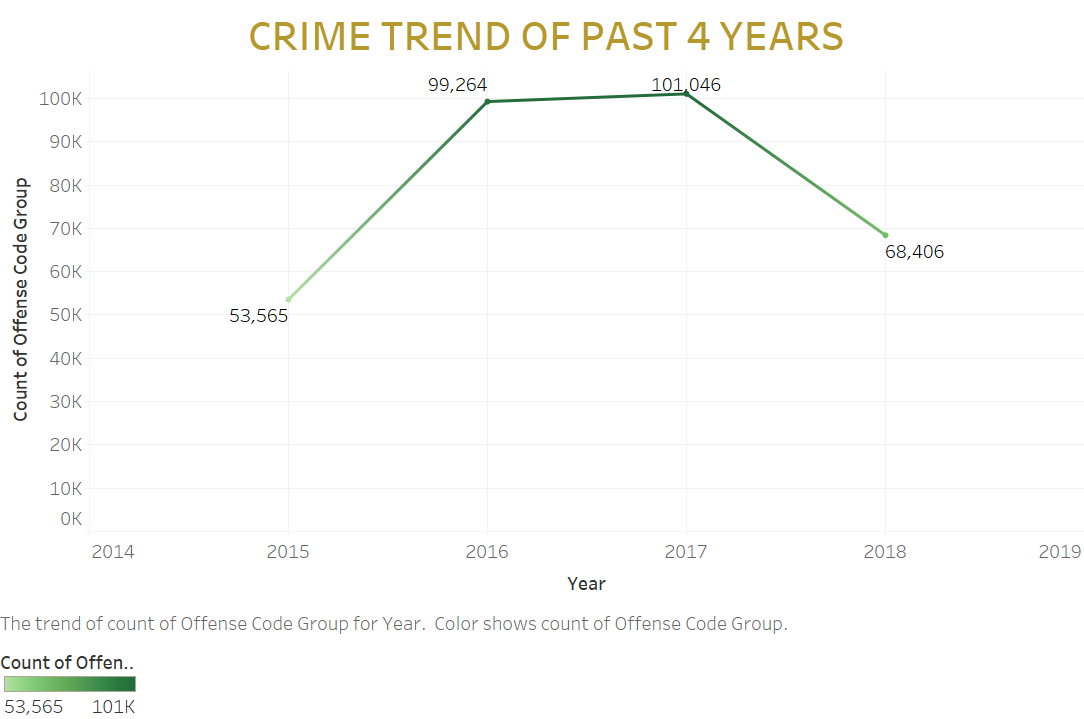 CRIME TREND OF PAST 4 YEARS
99,264
101,046
100K
90K
80K
70K
68,406
60K
53,565
50K
40K
30K
20K
10K
0K
Count of Offense Code Group
2014 2015 2016 2017 2018 2019
Year
The trend of count of Offense Code Group for Year. Color shows count of Offense Code Group.
Count of Offen..
53,565 101K